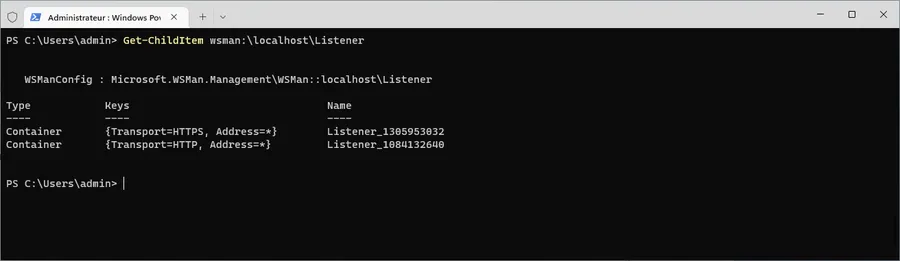 Administrateur : Windows Pov
PS C:\Users\admin> Get-ChildItem wsman:\localhost\Listener
WSManConfig : Microsoft.WSMan.Management\WSMan::localhost\Listener
Type Keys Name
---- ---- ----
Container {Transport=HTTPS, Address=*} Listener_1305953032
Container {Transport=HTTP, Address=*} Listener_1084132640
PS C:\Users\admin>